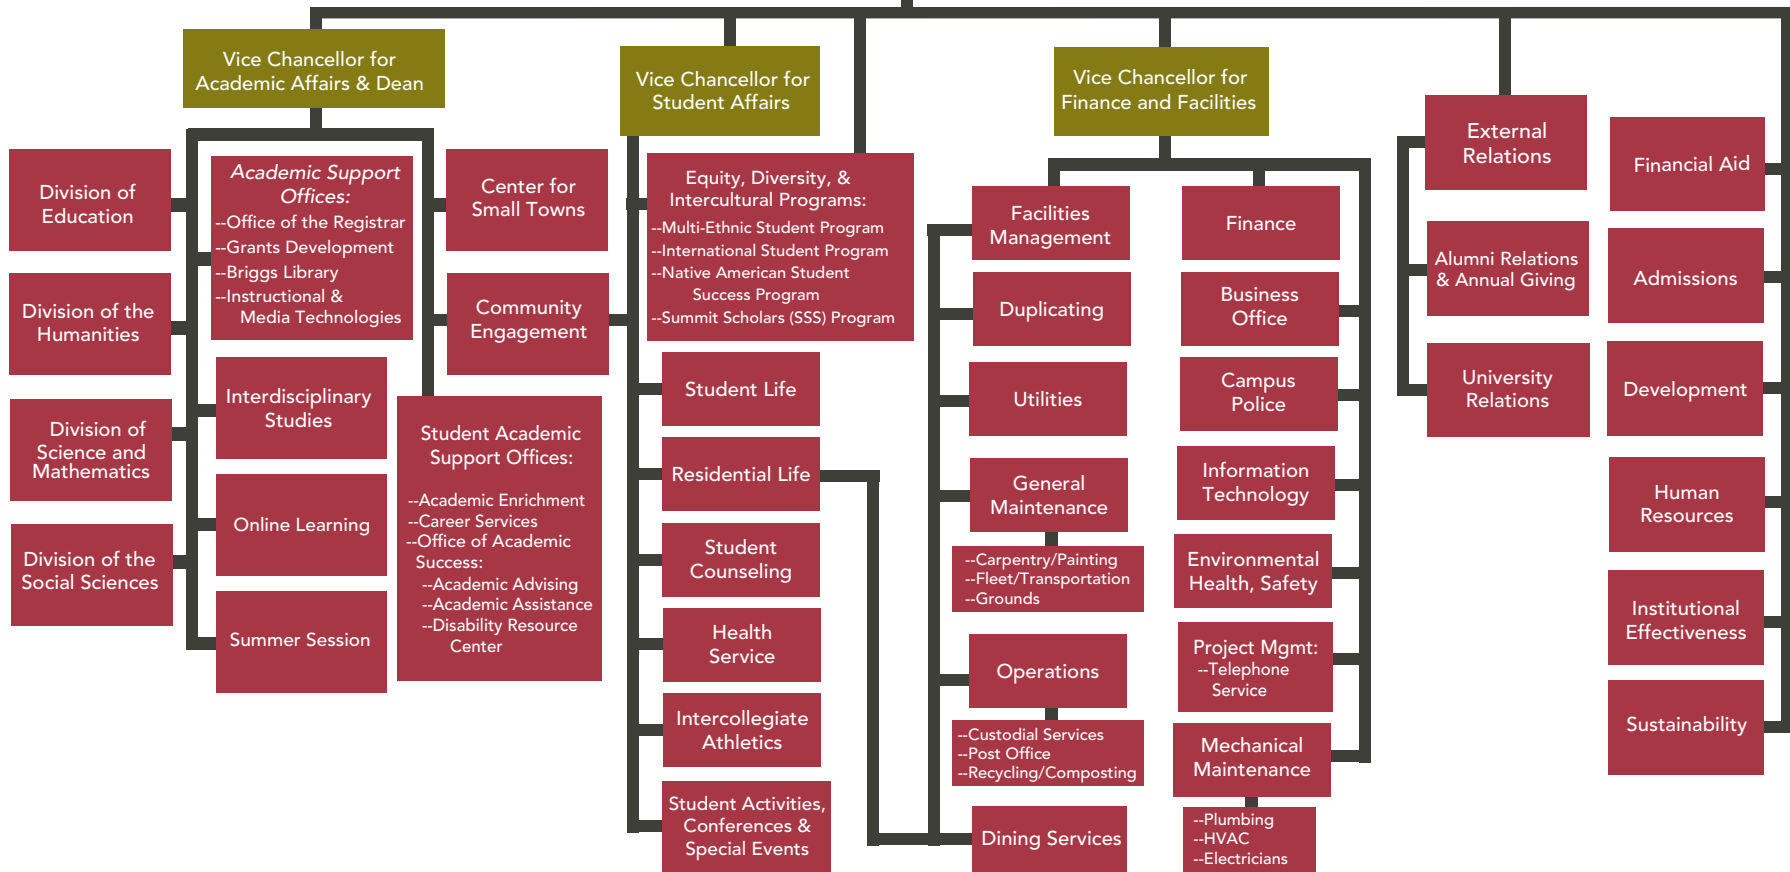 Vice Chancellor for
Academic Affairs & Dean
Division of
Education
Division of the
Humanities
Division of
Science and
Mathematics
Division of the
Social Sciences
Academic Support
Offices:
--Office of the Registrar
--Grants Development
--Briggs Library
--Instructional &
Media Technologies
Interdisciplinary
Studies
Online Learning
Summer Session
Center for
Small Towns
Community
Engagement
Student Academic
Support Offices:
--Academic Enrichment
--Career Services
--Office of Academic
Success:
--Academic Advising
--Academic Assistance
--Disability Resource
Center
Vice Chancellor for
Student Affairs
Equity, Diversity, &
Intercultural Programs:
--Multi-Ethnic Student Program
--International Student Program
--Native American Student
Success Program
--Summit Scholars (SSS) Program
Student Life
Residential Life
Student
Counseling
Health
Service
Intercollegiate
Athletics
Student Activities,
Conferences &
Special Events
Vice Chancellor for
Finance and Facilities
Facilities
Management
Duplicating
Utilities
General
Maintenance
--Carpentry/Painting
--Fleet/Transportation
--Grounds
Operations
--Custodial Services
--Post Office
--Recycling/Composting
Dining Services
Finance
Business
Office
Campus
Police
Information
Technology
Environmental
Health, Safety
Project Mgmt:
--Telephone
Service
Mechanical
Maintenance
--Plumbing
--HVAC
--Electricians
External
Relations
Alumni Relations
& Annual Giving
University
Relations
Financial Aid
Admissions
Development
Human
Resources
Institutional
Effectiveness
Sustainability